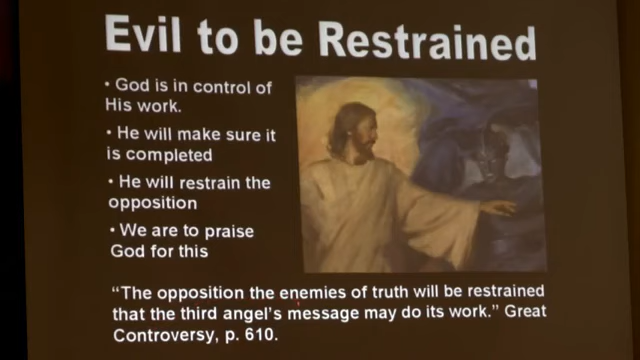 Evil to be Restrained
• God is in control of
His work.
• He will make sure it
is completed
• He will restrain the
opposition
• We are to praise
God for this
“The opposition the enemies of truth will be restrained
that the third angel’s message may do its work.” Great
Controversy, p. 610.